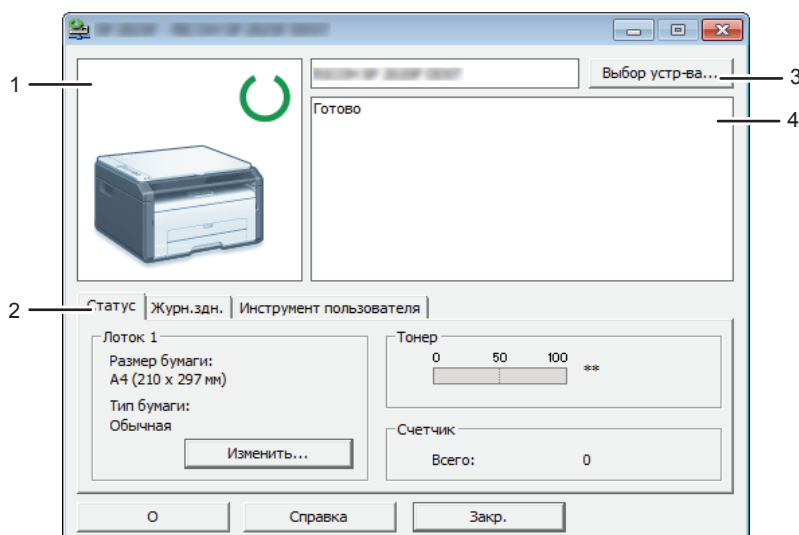 1
Выбор устр-ва...
3
Готово
4
2
Статус
Журн.здн.
Инструмент пользователя
Лоток 1
Размер бумаги:
A4 (210 x 297 мм)
Тип бумаги:
Обычная
Изменить...
Тонер
0 50 100
**
Счетчик
Всего: 0
О
Справка
Закр.